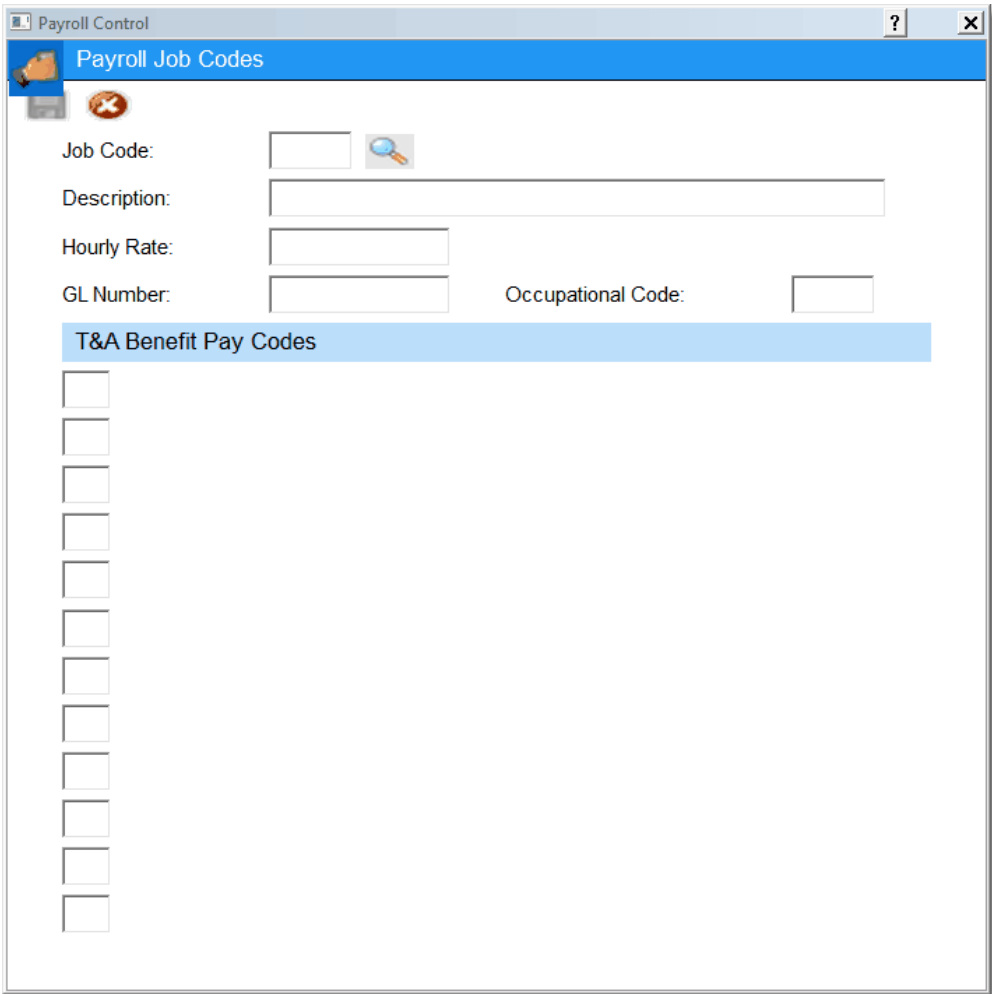 Payroll Control ?
Payroll Job Codes
Job Code:
Description:
Hourly Rate:
GL Number: Occupational Code:
T&A Benefit Pay Codes